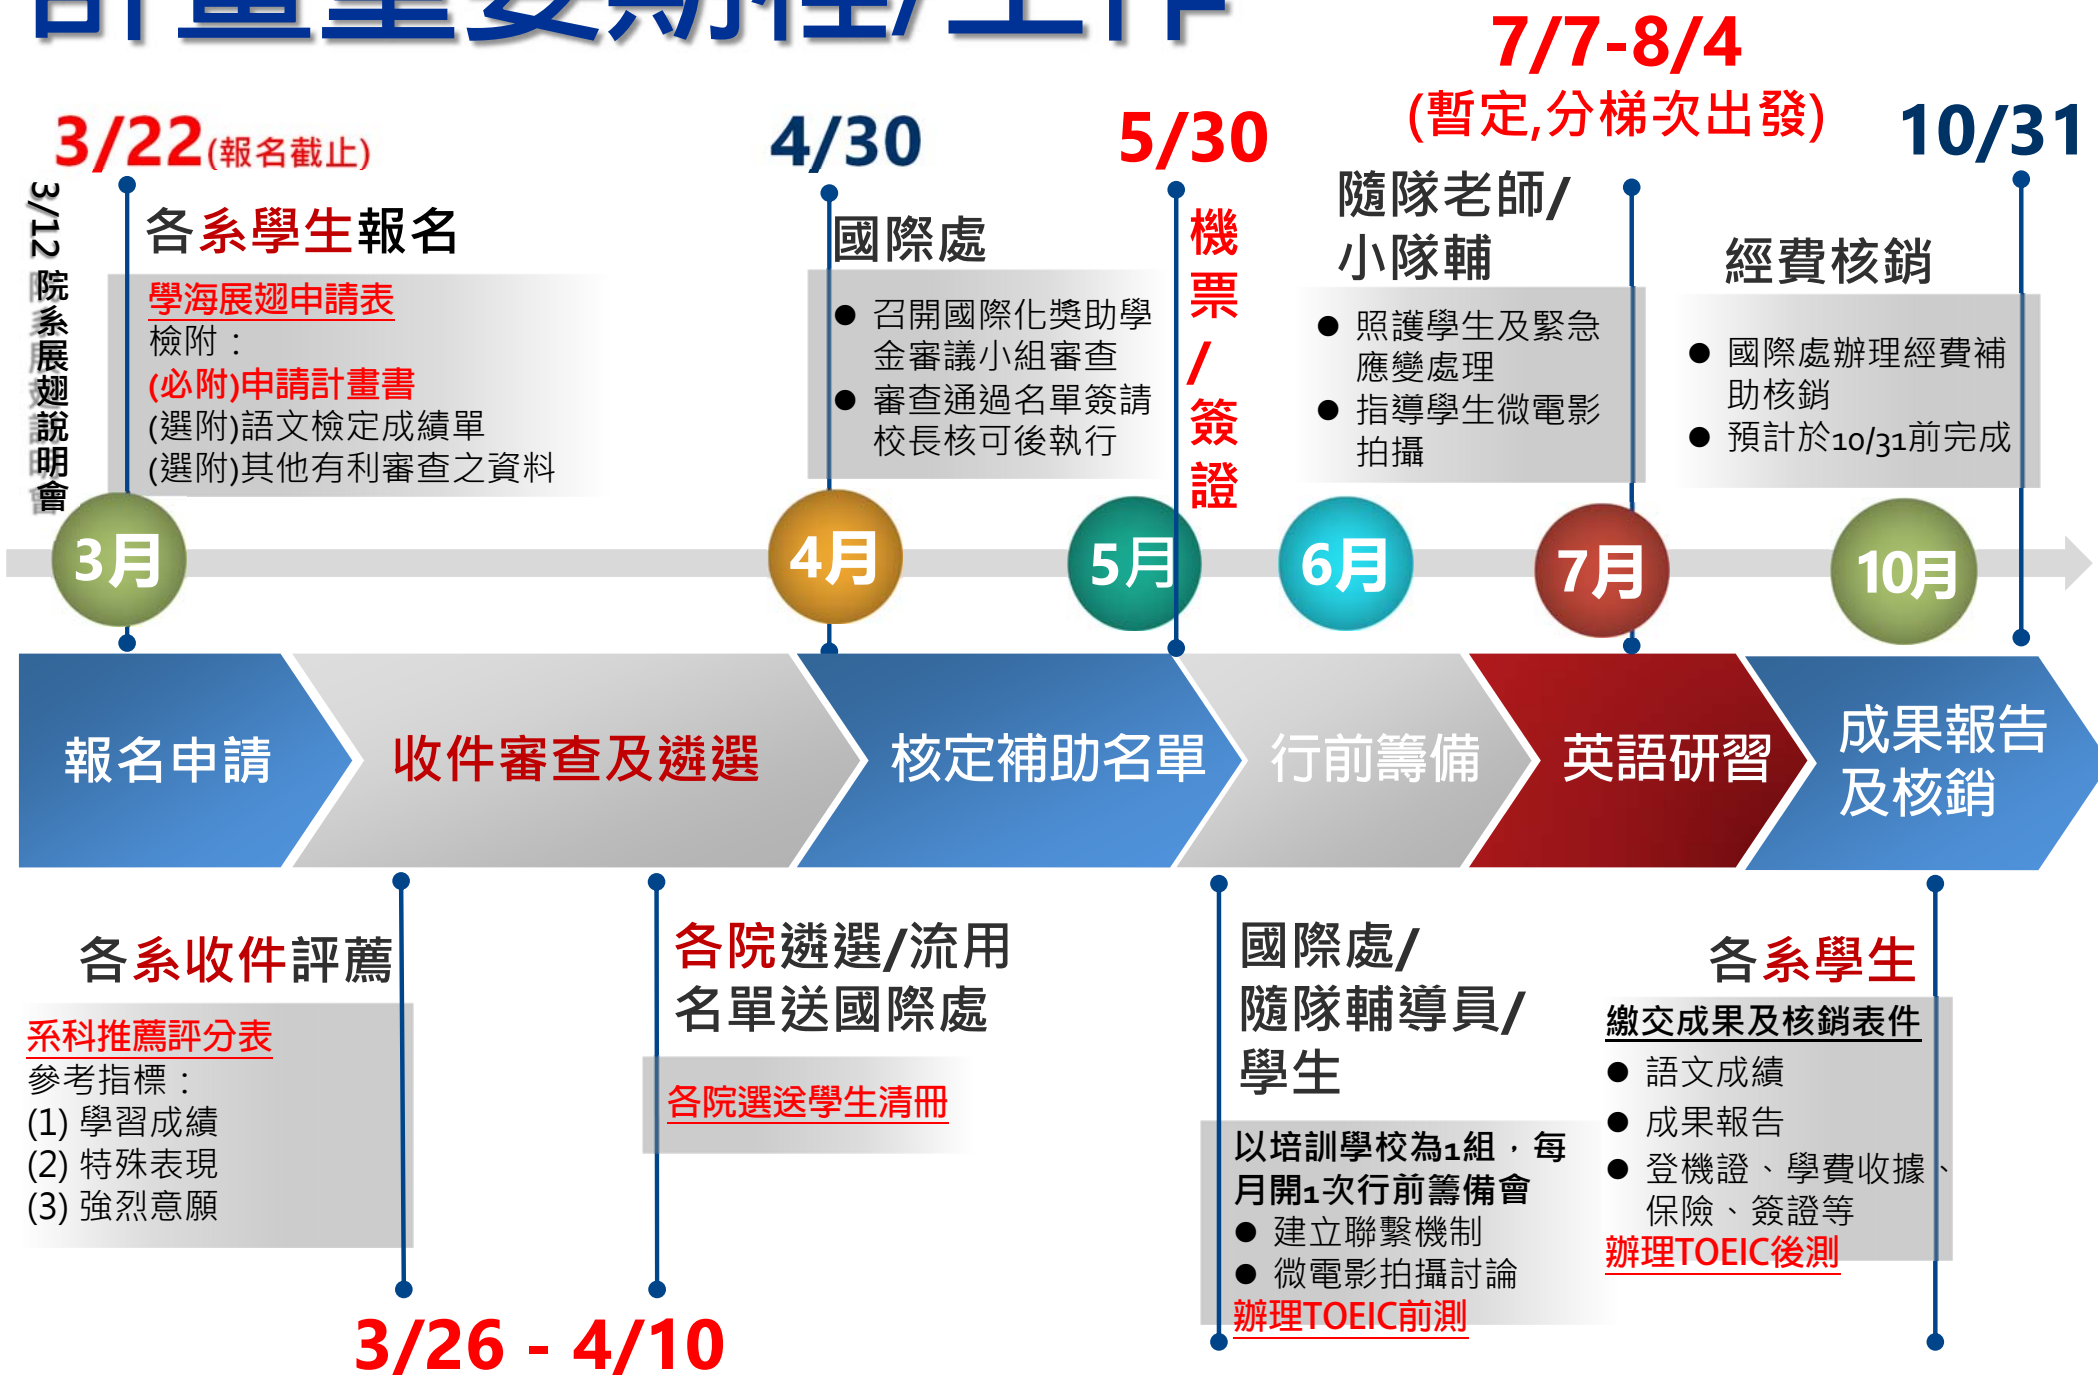 計畫重要期程/工作
3/22(報名截止)
4/30
5/30
7/7-8/4
(暫定,分梯次出發)
10/31
3/12 院系展翅說明會
各系學生報名
學海展翅申請表
檢附：
(必附)申請計畫書
(選附)語文檢定成績單
(選附)其他有利審查之資料
國際處
● 召開國際化獎助學
金審議小組審查
● 審查通過名單簽請
校長核可後執行
機票/簽證
隨隊老師/
小隊輔
● 照護學生及緊急
應變處理
● 指導學生微電影
拍攝
經費核銷
● 國際處辦理經費補
助核銷
● 預計於10/31前完成
3月
4月
5月
6月
7月
10月
報名申請
收件審查及遴選
核定補助名單
行前籌備
英語研習
成果報告
及核銷
各系收件評薦
系科推薦評分表
參考指標：
(1) 學習成績
(2) 特殊表現
(3) 強烈意願
各院遴選/流用
名單送國際處
各院選送學生清冊
3/26 - 4/10
國際處/
隨隊輔導員/
學生
以培訓學校為1組，每
月開1次行前籌備會
● 建立聯繫機制
● 微電影拍攝討論
辦理TOEIC前測
各系學生
繳交成果及核銷表件
● 語文成績
● 成果報告
● 登機證、學費收據、
保險、簽證等
辦理TOEIC後測